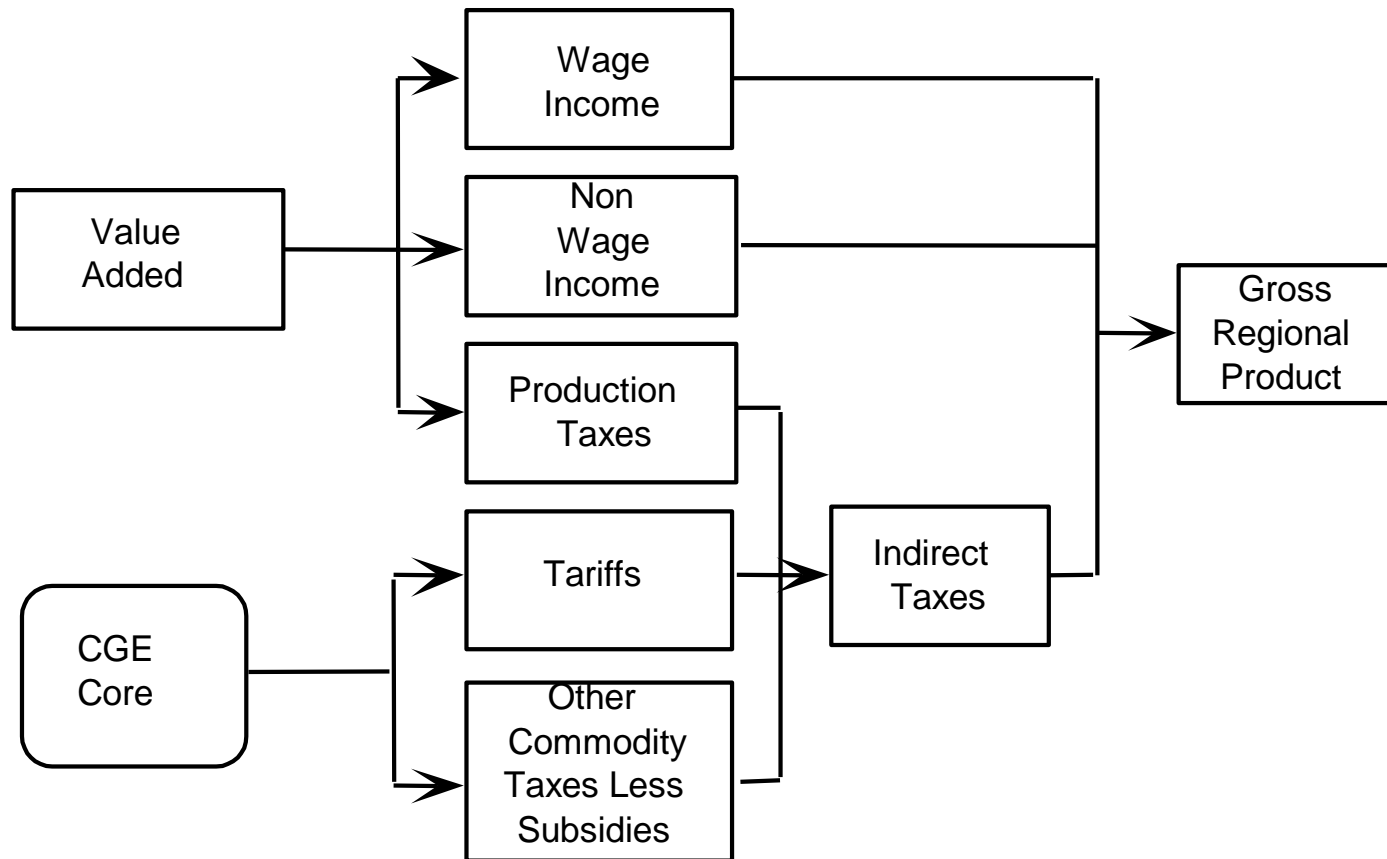 Wage
Income
Non
Wage
Income
Value
Added
Gross
Regional
Product
Production
Taxes
Tariffs
Indirect
Taxes
CGE
Core
Other
Commodity
Taxes Less
Subsidies